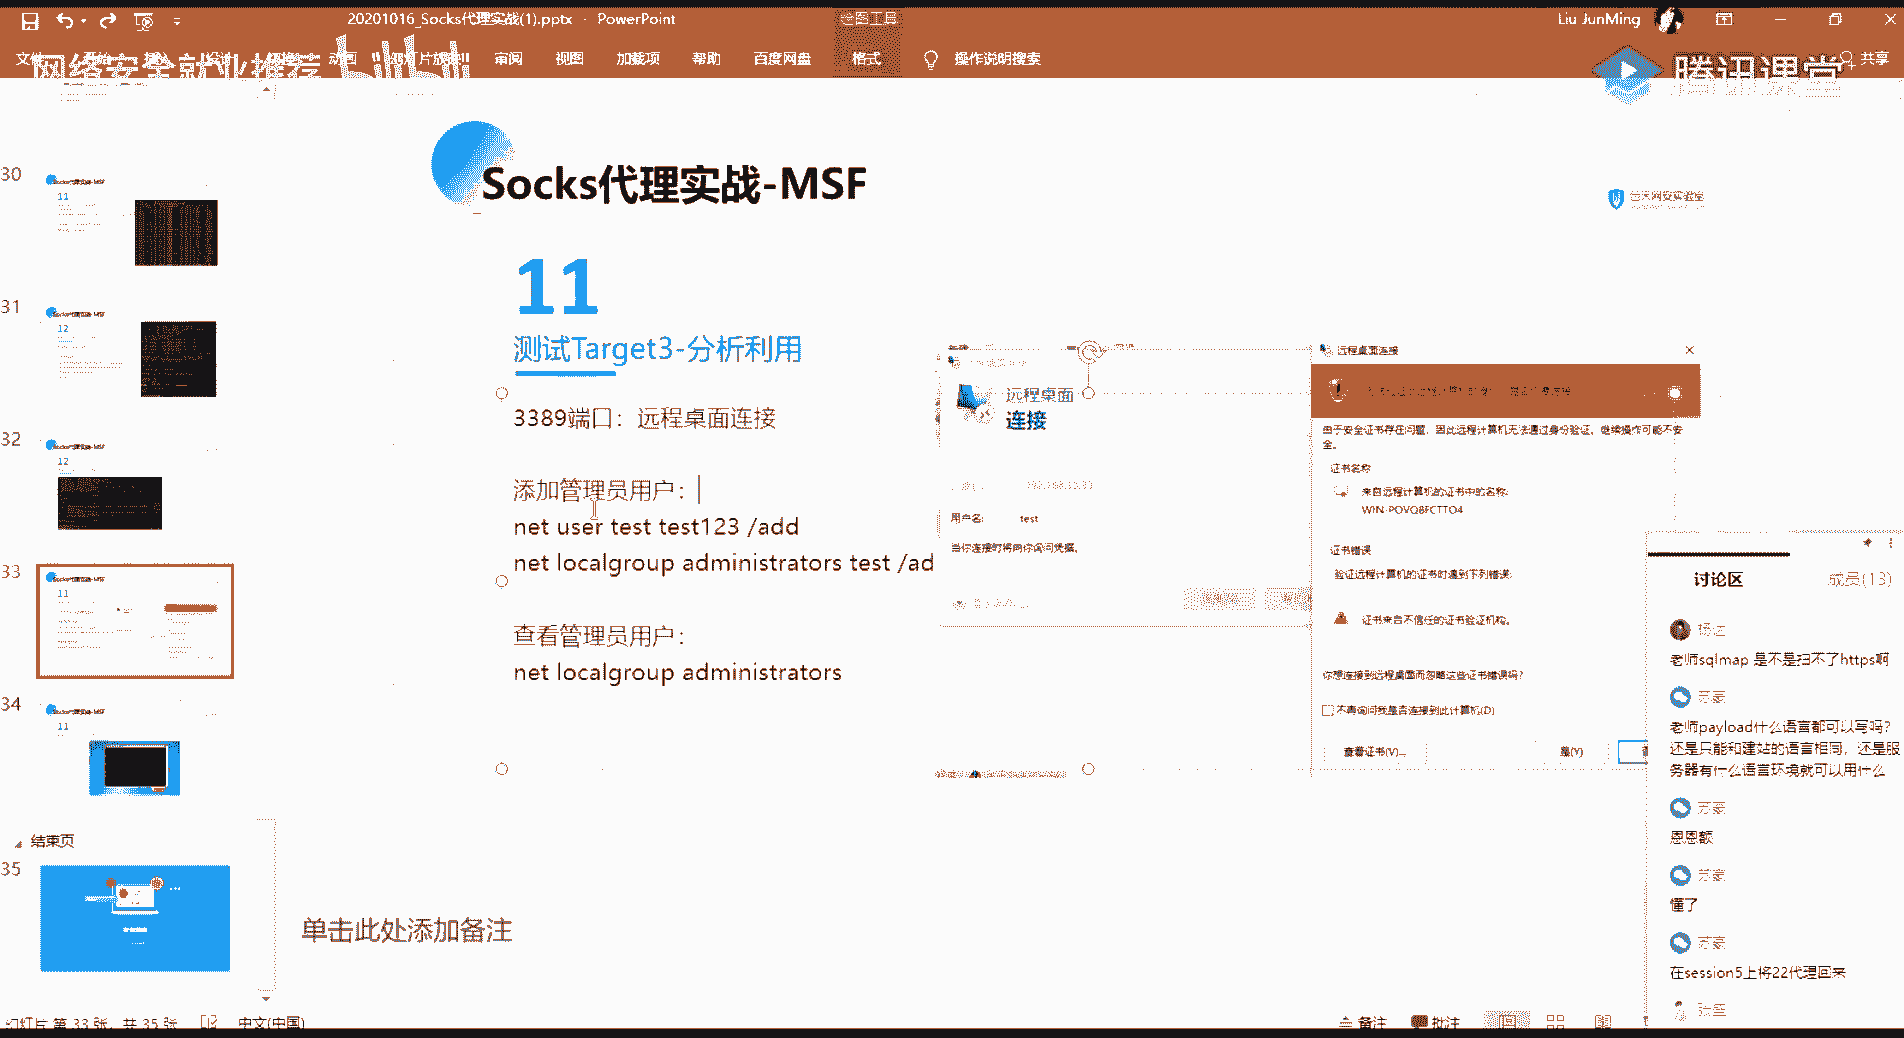 20201016_Socks代理实战(1).pptx - PowerPoint
Liu JunMing
文件
动画
审阅
视图
加载项
帮助
百度网盘
格式
操作说明搜索
共享
网络安全就业推荐
bilibili
腾讯课堂
30
11
31
12
32
12
33
11
34
11
结束页
35
Socks代理实战-MSF
11
测试Target3-分析利用
3389端口：远程桌面连接
添加管理员用户：
net user test test123 /add
net localgroup administrators test /ad
查看管理员用户：
net localgroup administrators
远程桌面
连接
用户名:
test
远程桌面连接
由于安全证书存在问题，因此远程计算机无法通过身份验证。继续操作可能不安全。
证书名称
来自远程计算机的证书中的名称:
证书错误
验证远程计算机的证书时遇到下列错误:
证书来自不信任的证书验证机构。
你想连接到远程桌面而忽略这些证书错误吗?
不再询问我是否连接到此计算机(D)
查看证书(V)...
是(Y)
讨论区
成员(13)
老师sqlmap 是不是扫不了https啊
老师payload什么语言都可以写吗?
还是只能和建站的语言相同，还是服
务器有什么语言环境就可以用什么
恩恩额
懂了
在session5上将22代理回来
单击此处添加备注
幻灯片 第 33 张，共 35 张
中文(中国)
备注
批注